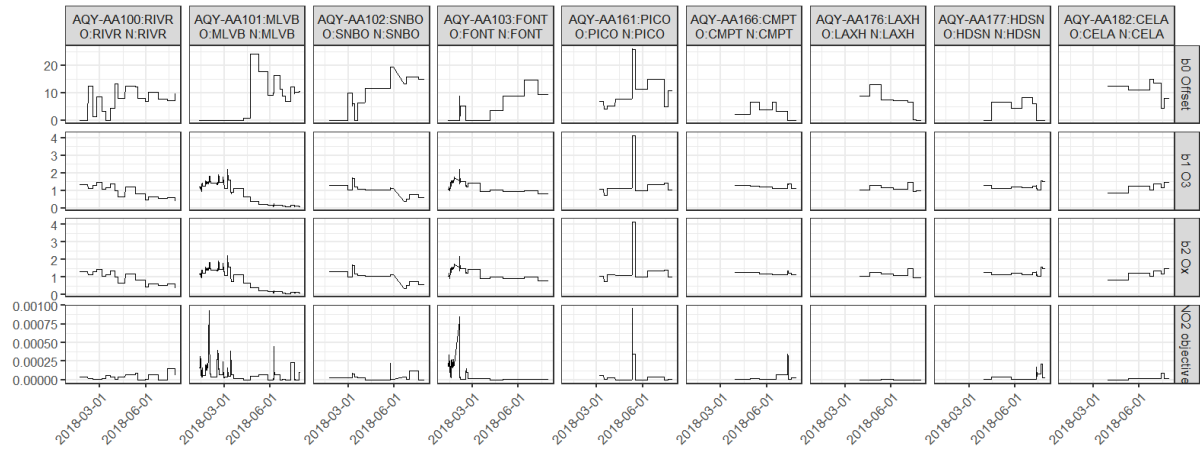 AQY-AA100:RIVR AQY-AA101:MLVB AQY-AA102:SNBO AQY-AA103:FONT AQY-AA161:PICO AQY-AA166:CMPT AQY-AA176:LAXH AQY-AA177:HDSN AQY-AA182:CELA
O:RIVR N:RIVR O:MLVB N:MLVB O:SNBO N:SNBO O:FONT N:FONT O:PICO N:PICO O:CMPT N:CMPT O:LAXH N:LAXH O:HDSN N:HDSN O:CELA N:CELA
20
10
0
b0 Offset
4
3
2
1
0
b1 O3
4
3
2
1
0
b2 Ox
0.00100
0.00075
0.00050
0.00025
0.00000
NO2 objective
2018-03-01 2018-06-01 2018-03-01 2018-06-01 2018-03-01 2018-06-01 2018-03-01 2018-06-01 2018-03-01 2018-06-01 2018-03-01 2018-06-01 2018-03-01 2018-06-01 2018-03-01 2018-06-01 2018-03-01 2018-06-01